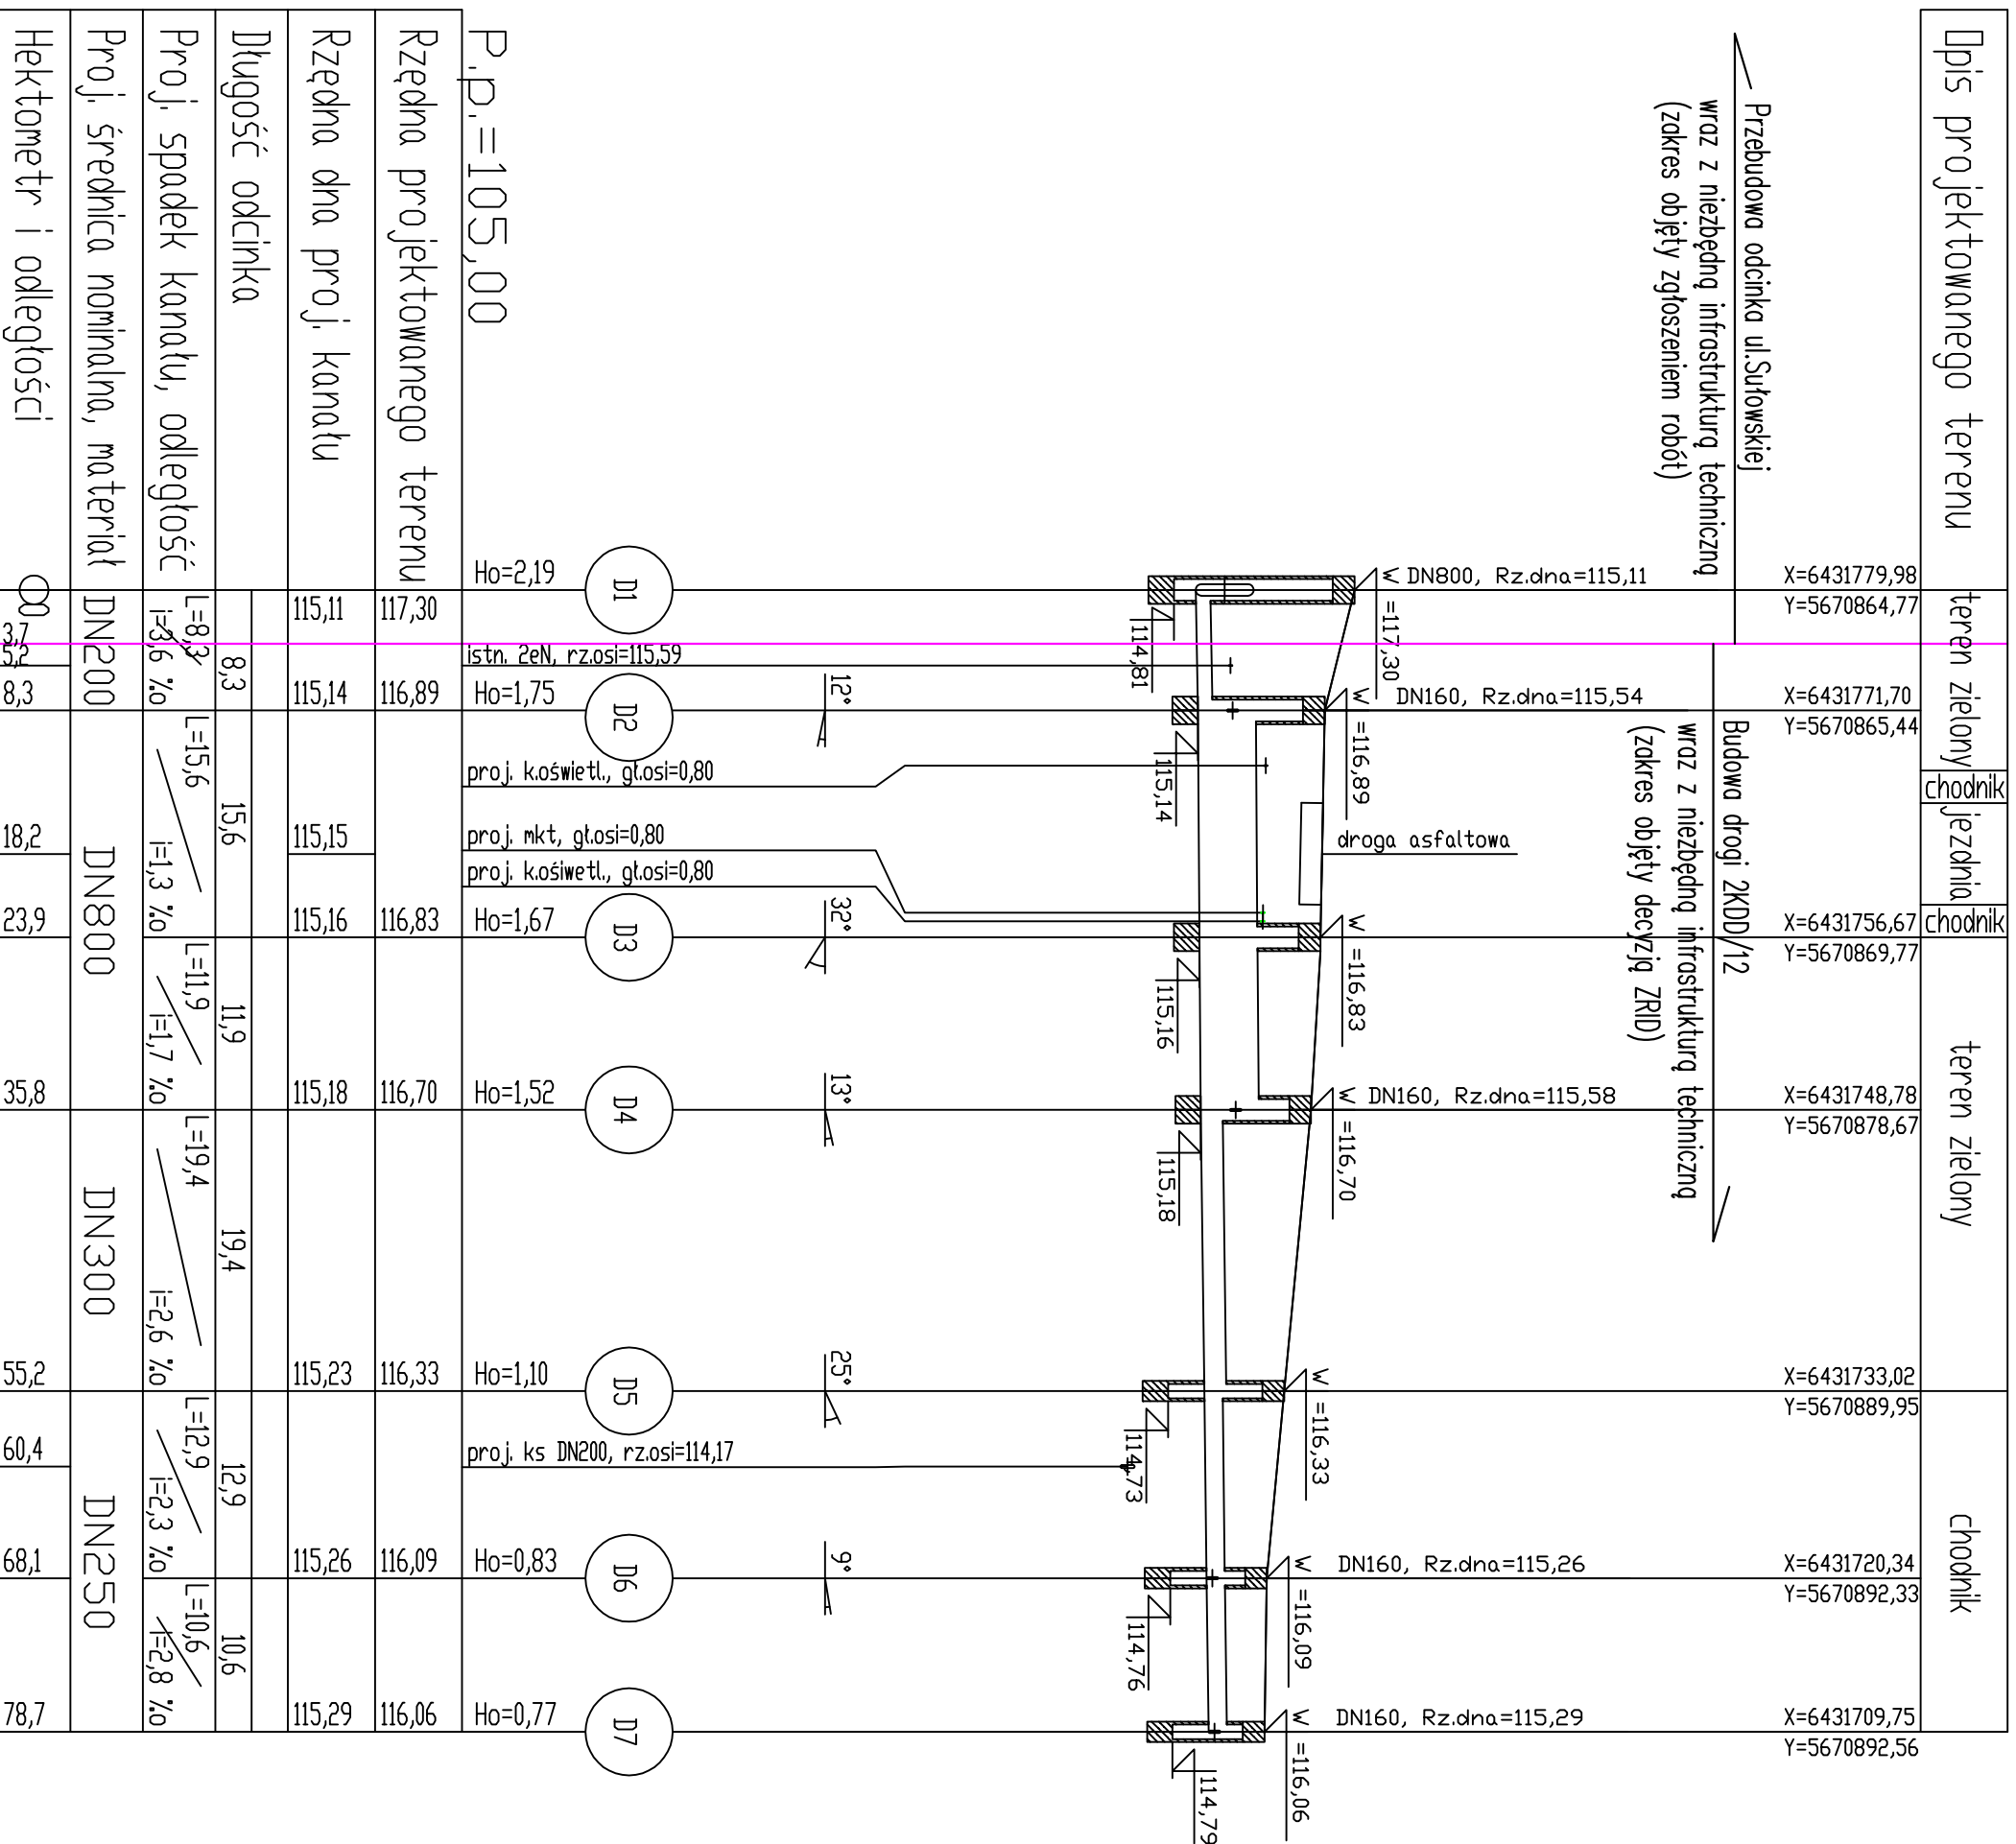 Opis projektowanego terenu
teren zielony
chodnik
jezdnia
chodnik
teren zielony
chodnik
Przebudowa odcinka ul.Sułowskiej
wraz z niezbędną infrastrukturą techniczną
(zakres objęty zgłoszeniem robót)
Budowa drogi 2KDD/12
wraz z niezbędną infrastrukturą techniczną
(zakres objęty decyzją ZRID)
X=6431779,98
Y=5670864,77
X=6431771,70
Y=5670865,44
X=6431756,67
Y=5670869,77
X=6431748,78
Y=5670878,67
X=6431733,02
Y=5670889,95
X=6431720,34
Y=5670892,33
X=6431709,75
Y=5670892,56
W DN800, Rz.dna=115,11
W DN160, Rz.dna=115,54
W
W DN160, Rz.dna=115,58
W
W DN160, Rz.dna=115,26
W DN160, Rz.dna=115,29
=117,30
=116,89
=116,83
=116,70
=116,33
=116,09
=116,06
droga asfaltowa
114,81
115,14
115,16
115,18
114,73
114,76
114,79
12°
32°
13°
25°
9°
D1
D2
D3
D4
D5
D6
D7
P.p.=105,00
Ho=2,19
istn. 2eN, rz.osi=115,59
Ho=1,75
proj. k.oświetl., gł.osi=0,80
proj. mkt, gł.osi=0,80
proj. k.ośiwetl., gł.osi=0,80
Ho=1,67
Ho=1,52
Ho=1,10
proj. ks DN200, rz.osi=114,17
Ho=0,83
Ho=0,77
Rzędna projektowanego terenu
117,30
116,89
116,83
116,70
116,33
116,09
116,06
Rzędna dna proj. kanału
115,11
115,14
115,15
115,16
115,18
115,23
115,26
115,29
Długość odcinka
8,3
15,6
11,9
19,4
12,9
10,6
Proj. spadek kanału, odległość
L=8,3
i=3,6 %o
L=15,6
i=1,3 %o
L=11,9
i=1,7 %o
L=19,4
i=2,6 %o
L=12,9
i=2,3 %o
L=10,6
i=2,8 %o
Proj. średnica nominalna, materiał
DN200
DN800
DN300
DN250
Hektometr i odległości
3,7
5,2
8,3
18,2
23,9
35,8
55,2
60,4
68,1
78,7